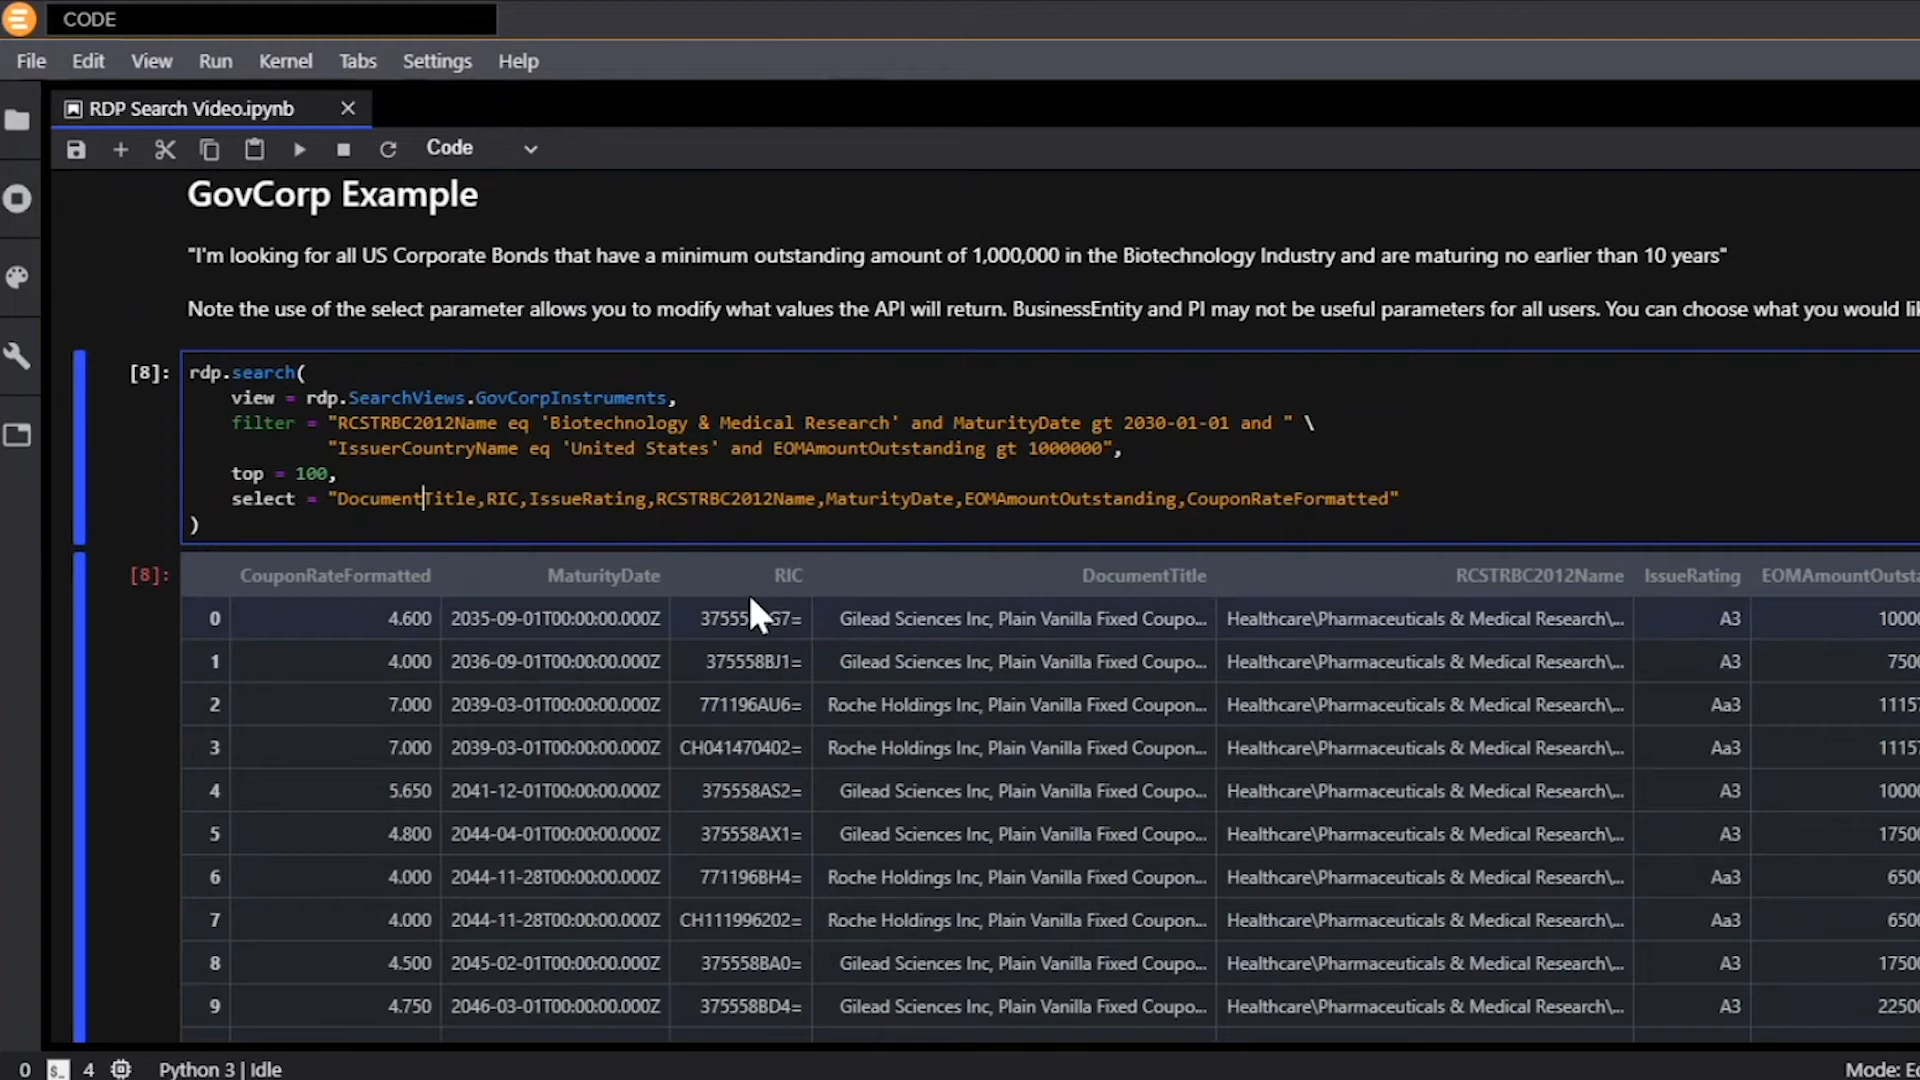 CODE
File Edit View Run Kernel Tabs Settings Help
RDP Search Video.ipynb
Code
GovCorp Example
"I'm looking for all US Corporate Bonds that have a minimum outstanding amount of 1,000,000 in the Biotechnology Industry and are maturing no earlier than 10 years"
Note the use of the select parameter allows you to modify what values the API will return. BusinessEntity and PI may not be useful parameters for all users. You can choose what you would
[8]: rdp.search(
view = rdp.SearchViews.GovCorpInstruments,
filter = "RCSTRBC2012Name eq 'Biotechnology & Medical Research' and MaturityDate gt 2030-01-01 and " \
"IssuerCountryName eq 'United States' and EOMAmountOutstanding gt 1000000",
top = 100,
select = "DocumentTitle,RIC,IssueRating,RCSTRBC2012Name,MaturityDate,EOMAmountOutstanding,CouponRateFormatted"
)
[8]: CouponRateFormatted MaturityDate RIC DocumentTitle RCSTRBC2012Name IssueRating EOMAmountOutsta
0 4.600 2035-09-01T00:00:00.000Z Gilead Sciences Inc, Plain Vanilla Fixed Coupo... Healthcare\Pharmaceuticals & Medical Research\... A3 10000
1 4.000 2036-09-01T00:00:00.000Z 375558BJ1= Gilead Sciences Inc, Plain Vanilla Fixed Coupo... Healthcare\Pharmaceuticals & Medical Research\... A3 7500
2 7.000 2039-03-01T00:00:00.000Z 771196AU6= Roche Holdings Inc, Plain Vanilla Fixed Coupon... Healthcare\Pharmaceuticals & Medical Research\... Aa3 11157
3 7.000 2039-03-01T00:00:00.000Z CH041470402= Roche Holdings Inc, Plain Vanilla Fixed Coupon... Healthcare\Pharmaceuticals & Medical Research\... Aa3 11157
4 5.650 2041-12-01T00:00:00.000Z 375558AS2= Gilead Sciences Inc, Plain Vanilla Fixed Coupo... Healthcare\Pharmaceuticals & Medical Research\... A3 10000
5 4.800 2044-04-01T00:00:00.000Z 375558AX1= Gilead Sciences Inc, Plain Vanilla Fixed Coupo... Healthcare\Pharmaceuticals & Medical Research\... A3 17500
6 4.000 2044-11-28T00:00:00.000Z 771196BH4= Roche Holdings Inc, Plain Vanilla Fixed Coupon... Healthcare\Pharmaceuticals & Medical Research\... Aa3 6500
7 4.000 2044-11-28T00:00:00.000Z CH111996202= Roche Holdings Inc, Plain Vanilla Fixed Coupon... Healthcare\Pharmaceuticals & Medical Research\... Aa3 6500
8 4.500 2045-02-01T00:00:00.000Z 375558BA0= Gilead Sciences Inc, Plain Vanilla Fixed Coupo... Healthcare\Pharmaceuticals & Medical Research\... A3 17500
9 4.750 2046-03-01T00:00:00.000Z 375558BD4= Gilead Sciences Inc, Plain Vanilla Fixed Coupo... Healthcare\Pharmaceuticals & Medical Research\... A3 22500
0 $_ 4 Python 3 | Idle Mode: